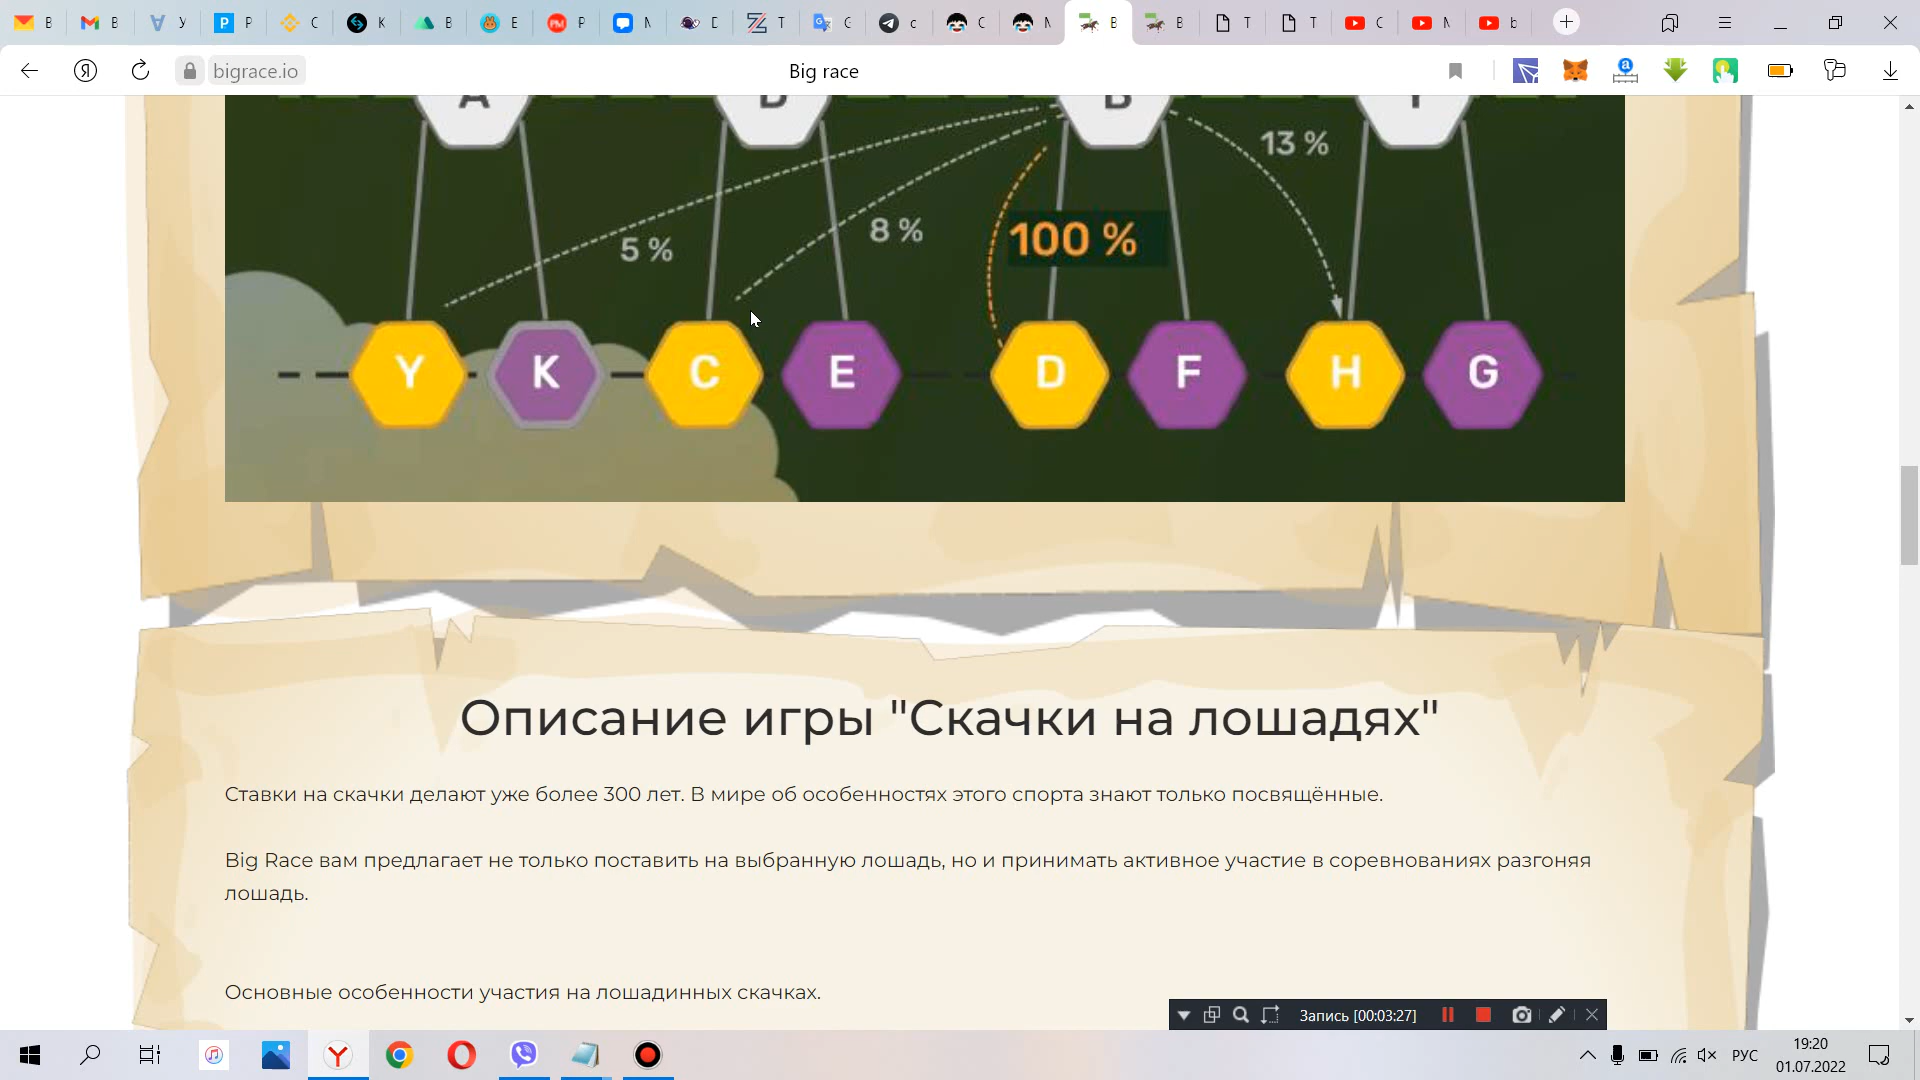 В В У Р С К В Е Р М D Т G с С М В В Т Т С М b
bigrace.io Big race
13 %
5 %
8 %
100 %
Y K C E D F H G
Описание игры "Скачки на лошадях"
Ставки на скачки делают уже более 300 лет. В мире об особенностях этого спорта знают только посвящённые.
Big Race вам предлагает не только поставить на выбранную лошадь, но и принимать активное участие в соревнованиях разгоняя
лошадь.
Основные особенности участия на лошадинных скачках.
Запись [00:03:27]
РУС
19:20
01.07.2022